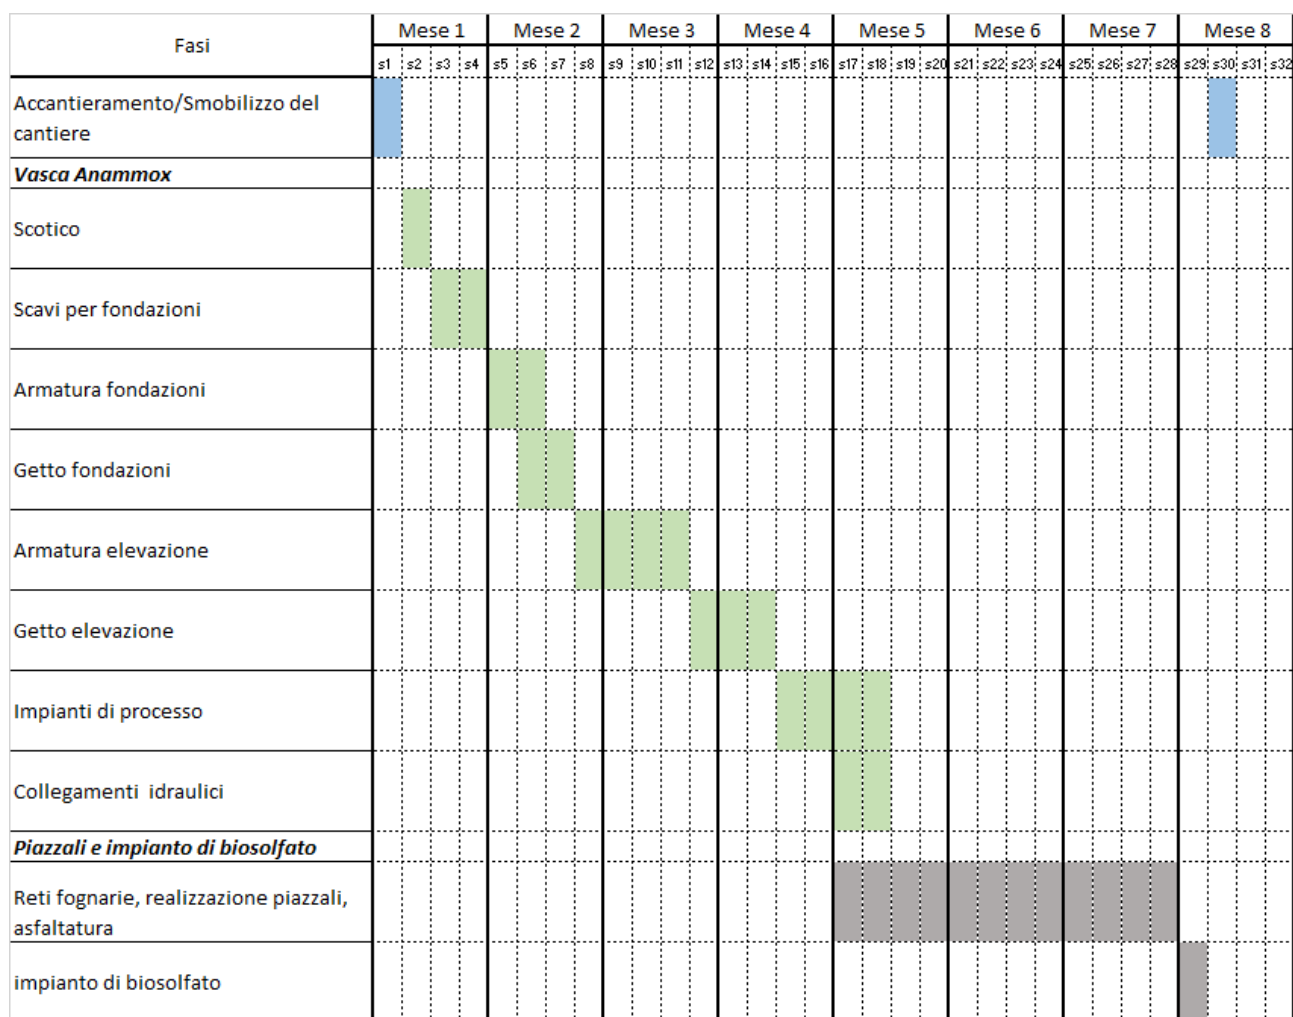 Fasi
Mese 1 Mese 2 Mese 3 Mese 4 Mese 5 Mese 6 Mese 7 Mese 8
s1 s2 s3 s4 s5 s6 s7 s8 s9 s10 s11 s12 s13 s14 s15 s16 s17 s18 s19 s20 s21 s22 s23 s24 s25 s26 s27 s28 s29 s30 s31 s32
Accantieramento/Smobilizzo del
cantiere
Vasca Anammox
Scotico
Scavi per fondazioni
Armatura fondazioni
Getto fondazioni
Armatura elevazione
Getto elevazione
Impianti di processo
Collegamenti idraulici
Piazzali e impianto di biosolfato
Reti fognarie, realizzazione piazzali,
asfaltatura
impianto di biosolfato